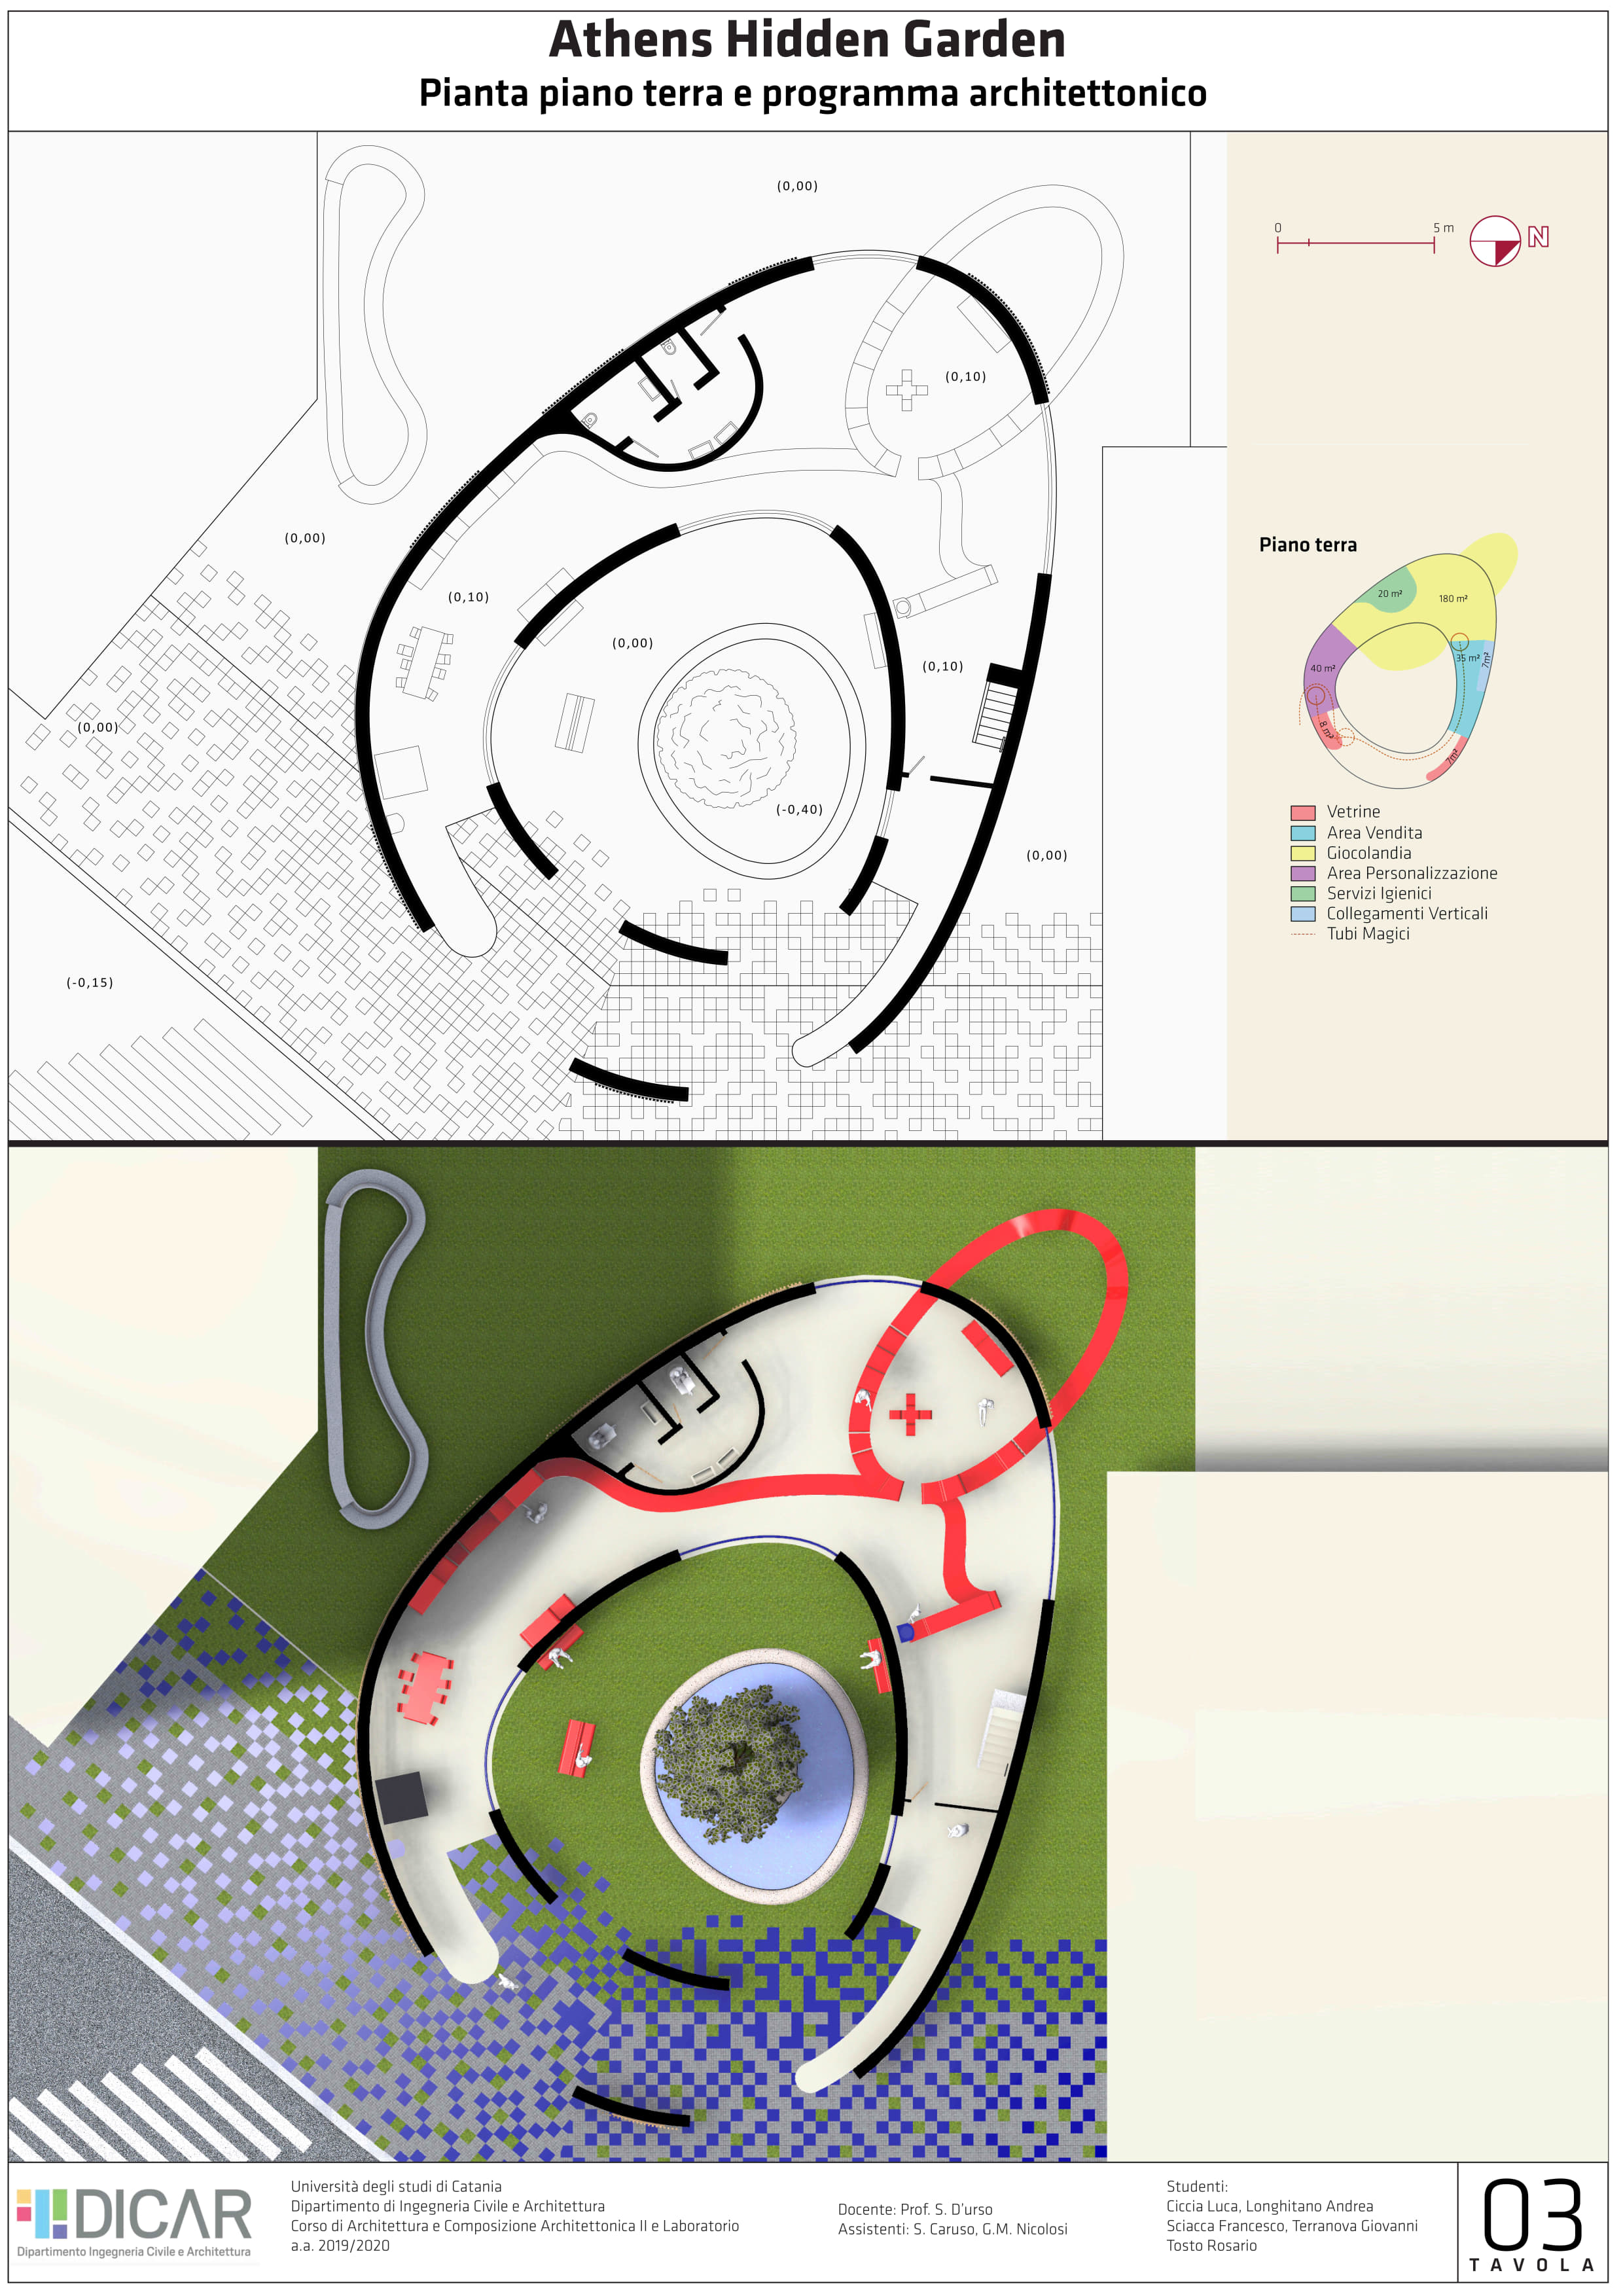 Athens Hidden Garden
Pianta piano terra e programma architettonico
(0,00)
0
5 m
N
(0,10)
(0,00)
(0,10)
(0,00)
(0,10)
(0,00)
(-0,40)
(0,00)
(-0,15)
Piano terra
20 m²
180 m²
35 m²
7m²
40 m²
8 m²
7m²
Vetrine
Area Vendita
Giocolandia
Area Personalizzazione
Servizi Igienici
Collegamenti Verticali
Tubi Magici
DICAR
Dipartimento Ingegneria Civile e Architettura
Università degli studi di Catania
Dipartimento di Ingegneria Civile e Architettura
Corso di Architettura e Composizione Architettonica II e Laboratorio
a.a. 2019/2020
Docente: Prof. S. D'urso
Assistenti: S. Caruso, G.M. Nicolosi
Studenti:
Ciccia Luca, Longhitano Andrea
Sciacca Francesco, Terranova Giovanni
Tosto Rosario
03
TAVOLA